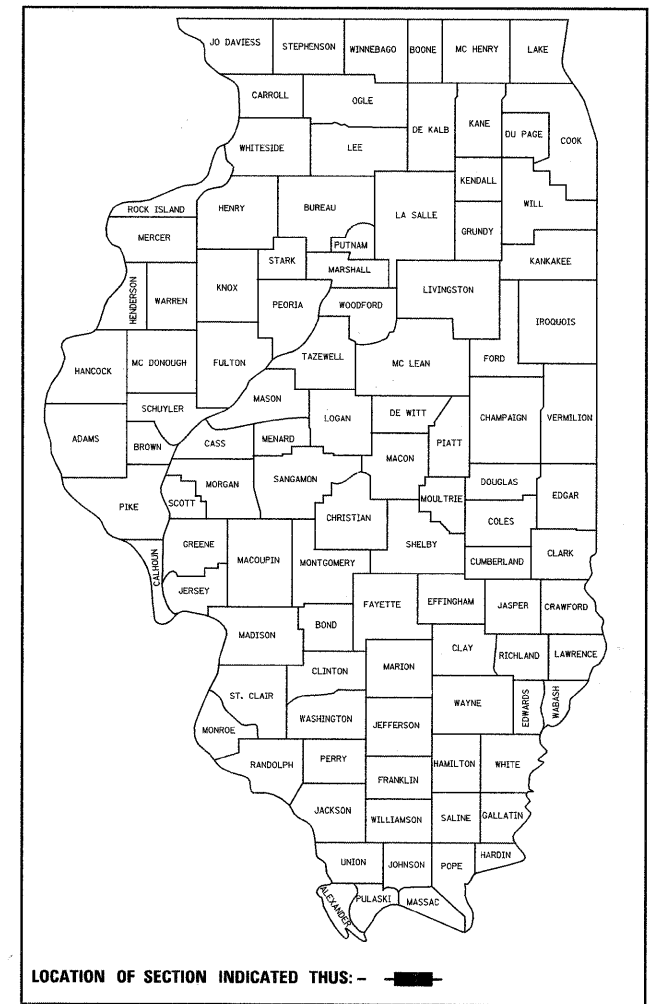 JO DAVIESS STEPHENSON WINNEBAGO BOONE MC HENRY LAKE
CARROLL OGLE
DE KALB KANE DU PAGE COOK
WHITESIDE LEE
KENDALL
ROCK ISLAND HENRY BUREAU LA SALLE WILL
MERCER PUTNAM GRUNDY
STARK MARSHALL KANKAKEE
HENDERSON WARREN KNOX PEORIA WOODFORD LIVINGSTON IROQUOIS
HANCOCK MC DONOUGH FULTON TAZEWELL MC LEAN FORD
MASON
SCHUYLER LOGAN DE WITT CHAMPAIGN VERMILION
ADAMS BROWN CASS MENARD PIATT
MACON
MORGAN SANGAMON DOUGLAS
PIKE SCOTT MOULTRIE EDGAR
CHRISTIAN COLES
GREENE SHELBY
CALHOUN MACOUPIN MONTGOMERY CUMBERLAND CLARK
JERSEY FAYETTE EFFINGHAM JASPER CRAWFORD
MADISON BOND
CLAY RICHLAND LAWRENCE
CLINTON MARION
ST. CLAIR WAYNE EDWARDS WABASH
WASHINGTON JEFFERSON
MONROE
RANDOLPH PERRY HAMILTON WHITE
FRANKLIN
JACKSON WILLIAMSON SALINE GALLATIN
UNION JOHNSON POPE HARDIN
ALEXANDER PULASKI MASSAC
LOCATION OF SECTION INDICATED THUS: -